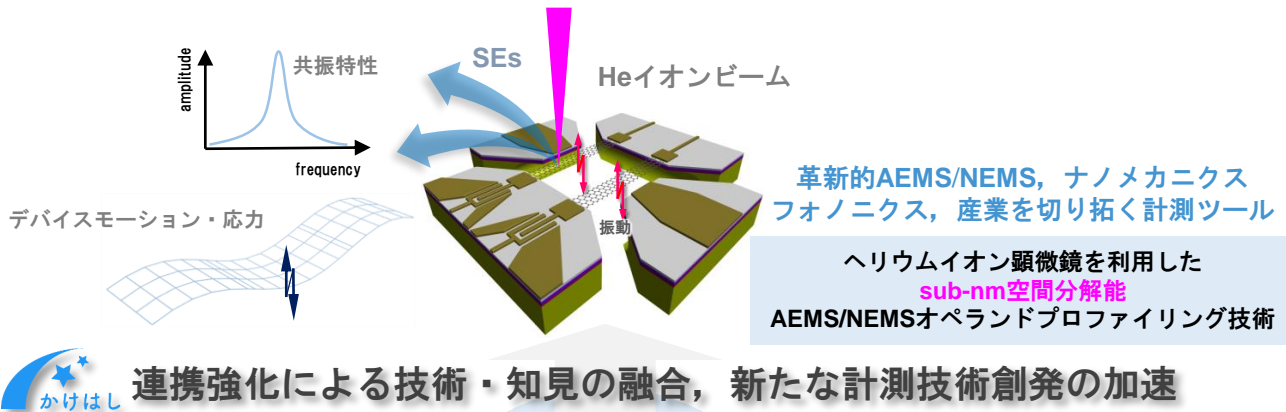 amplitude
共振特性
frequency
SEs
Heイオンビーム
デバイスモーション・応力
振動
革新的AEMS/NEMS，ナノメカニクス
フォノニクス，産業を切り拓く計測ツール
ヘリウムイオン顕微鏡を利用した
sub-nm空間分解能
AEMS/NEMSオペランドプロファイリング技術
かけはし
連携強化による技術・知見の融合，新たな計測技術創発の加速